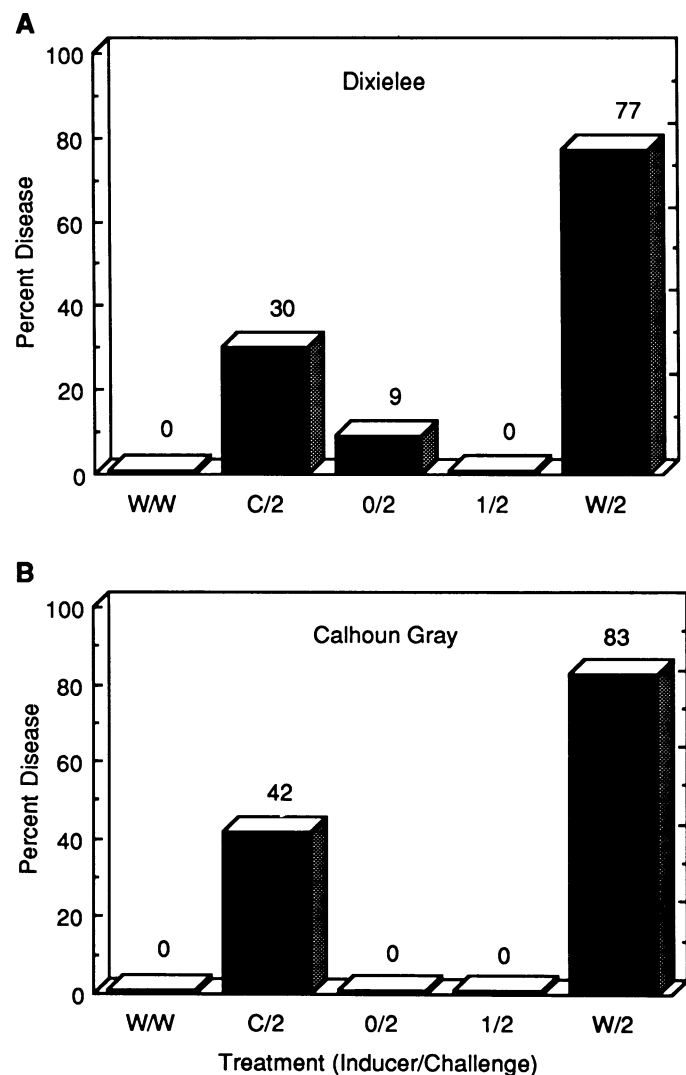 A
Dixielee
Percent Disease
100
80
60
40
20
0
0
30
9
0
77
W/W C/2 0/2 1/2 W/2
B
Calhoun Gray
Percent Disease
100
80
60
40
20
0
0
42
0
0
83
W/W C/2 0/2 1/2 W/2
Treatment (Inducer/Challenge)